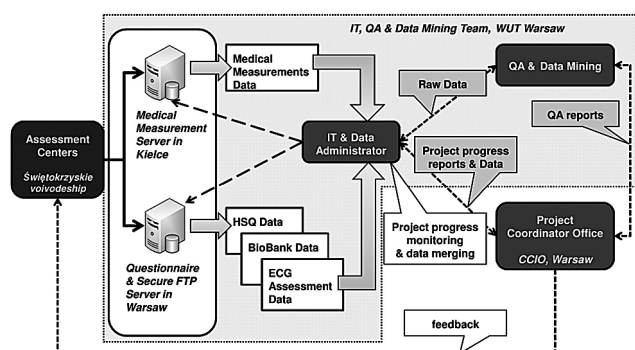 IT, QA & Data Mining Team, WUT Warsaw
Medical
Measurements
Data
QA & Data Mining
Raw Data
Medical
Measurement
Server in
Kielce
QA reports
Assessment
Centers
Świętokrzyskie
voivodeship
IT & Data
Administrator
Project progress
reports & Data
HSQ Data
BioBank Data
ECG
Assessment
Data
Project progress
monitoring
& data merging
Project
Coordinator Office
CCIO, Warsaw
Questionnaire
& Secure FTP
Server in
Warsaw
feedback